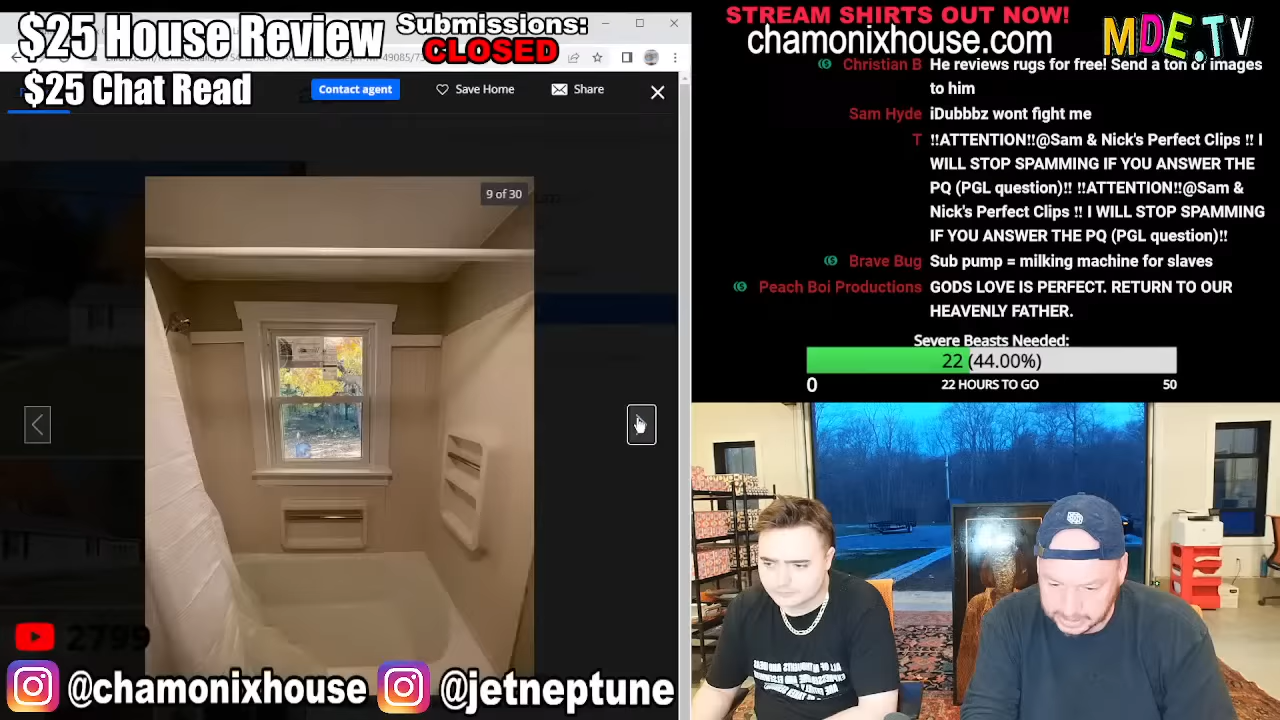 $25 House Review
Submissions:
CLOSED
$25 Chat Read
Contact agent
Save Home
Share
9 of 30
2799
@chamonixhouse
@jetneptune
STREAM SHIRTS OUT NOW!
chamonixhouse.com
MDE.TV
Christian B He reviews rugs for free! Send a ton of images
to him
Sam Hyde iDubbbz wont fight me
T !!ATTENTION!!@Sam & Nick's Perfect Clips !! I
WILL STOP SPAMMING IF YOU ANSWER THE
PQ (PGL question)!! !!ATTENTION!!@Sam &
Nick's Perfect Clips !! I WILL STOP SPAMMING
IF YOU ANSWER THE PQ (PGL question)!!
Brave Bug Sub pump = milking machine for slaves
Peach Boi Productions GODS LOVE IS PERFECT. RETURN TO OUR
HEAVENLY FATHER.
Severe Beasts Needed:
22 (44.00%)
0 22 HOURS TO GO 50